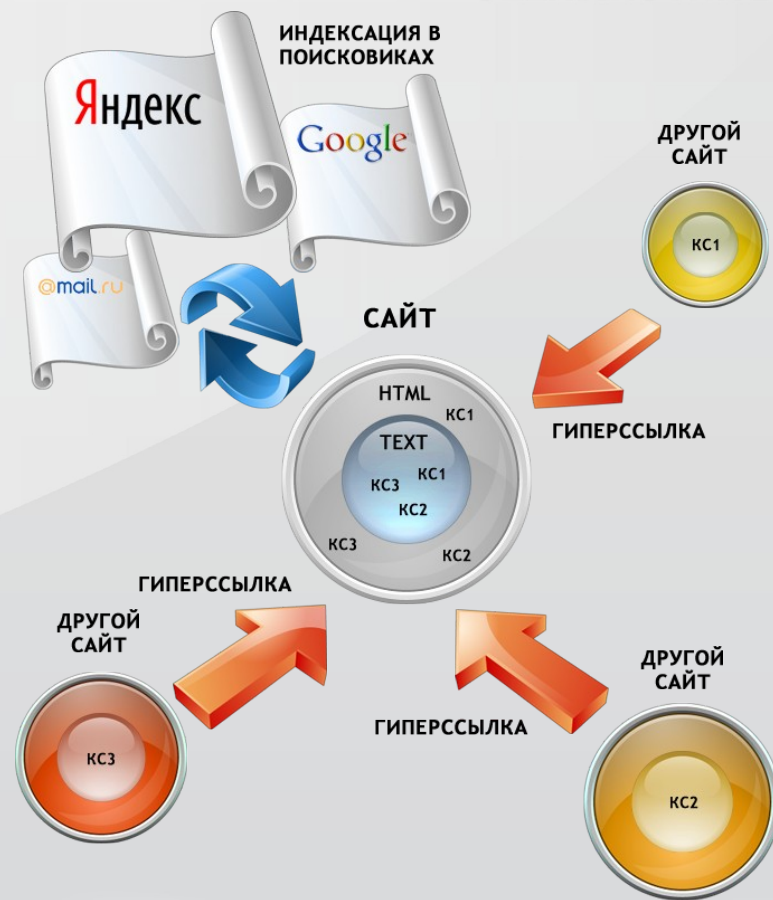 ИНДЕКСАЦИЯ В
ПОИСКОВИКАХ
Яндекс
Google
@mail.ru
ДРУГОЙ
САЙТ
КС1
САЙТ
HTML
КС1
TEXT
КС1
КС3
КС2
КС3
КС2
ГИПЕРССЫЛКА
ГИПЕРССЫЛКА
ДРУГОЙ
САЙТ
КС3
ГИПЕРССЫЛКА
ДРУГОЙ
САЙТ
КС2